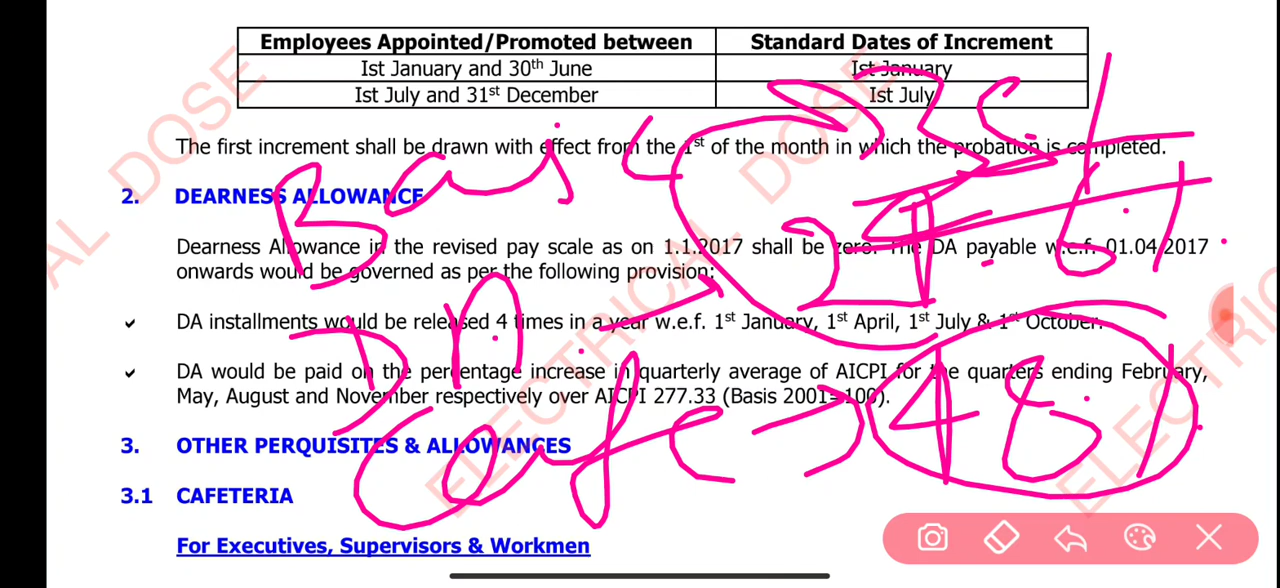 Employees Appointed/Promoted between Standard Dates of Increment
Ist January and 30th June Ist January
Ist July and 31st December Ist July
The first increment shall be drawn with effect from the 1st of the month in which the probation is completed.
Basic
2. DEARNESS ALLOWANCE
Dearness Allowance in the revised pay scale as on 1.1.2017 shall be zero. The DA payable w.e.f. 01.04.2017
onwards would be governed as per the following provision:
DA
✓ DA installments would be released 4 times in a year w.e.f. 1st January, 1st April, 1st July & 1st October.
✓ DA would be paid on the percentage increase in quarterly average of AICPI for the quarters ending February,
May, August and November respectively over AICPI 277.33 (Basis 2001=100).
Cafe → 48%
3. OTHER PERQUISITES & ALLOWANCES
3.1 CAFETERIA
For Executives, Supervisors & Workmen
ELECTRICAL DOSE